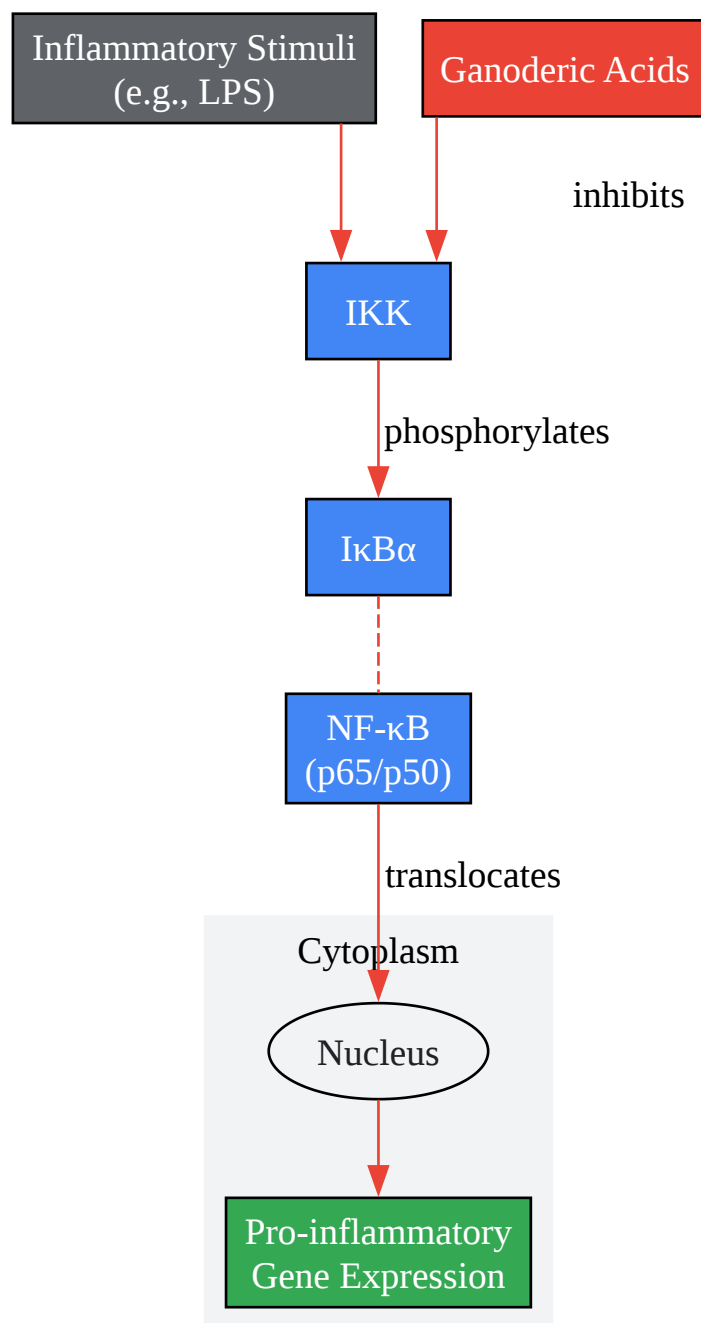 Inflammatory Stimuli
(e.g., LPS)
Ganoderic Acids
inhibits
IKK
phosphorylates
IκBα
NF-κB
(p65/p50)
translocates
Cytoplasm
Nucleus
Pro-inflammatory
Gene Expression